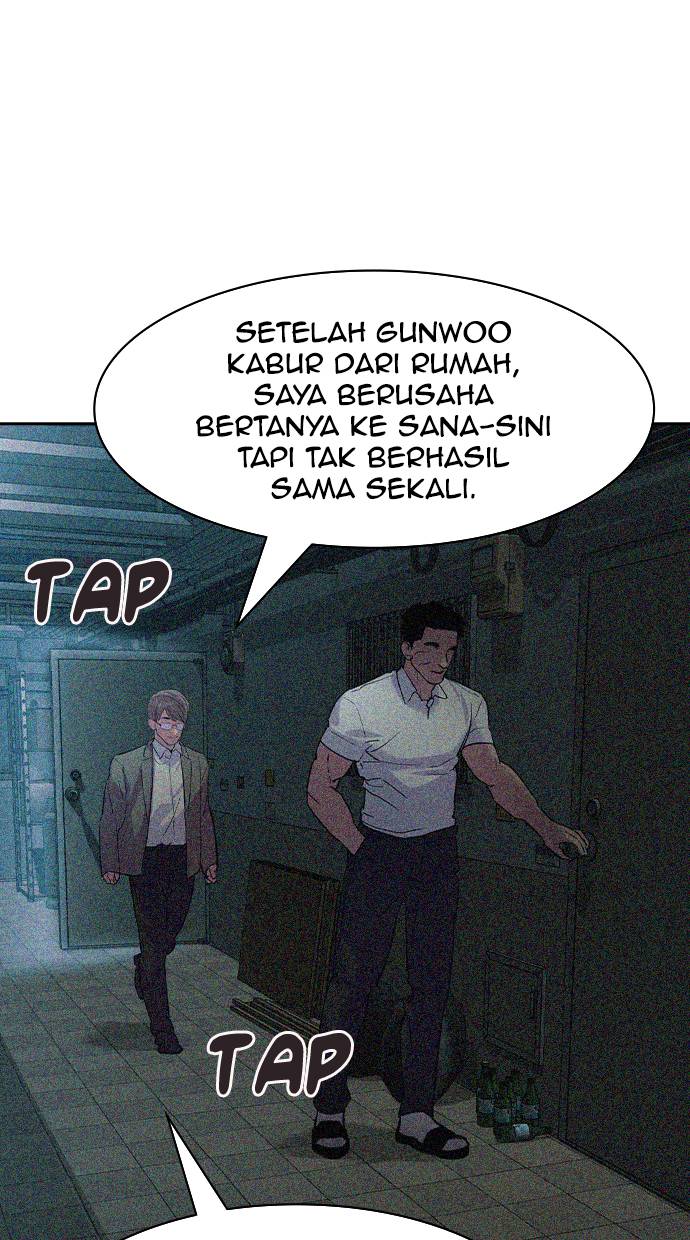 SETELAH GUNWOO
KABUR DARI RUMAH,
SAYA BERUSAHA
BERTANYA KE SANA-SINI
TAPI TAK BERHASIL
SAMA SEKALI.
TAP
TAP